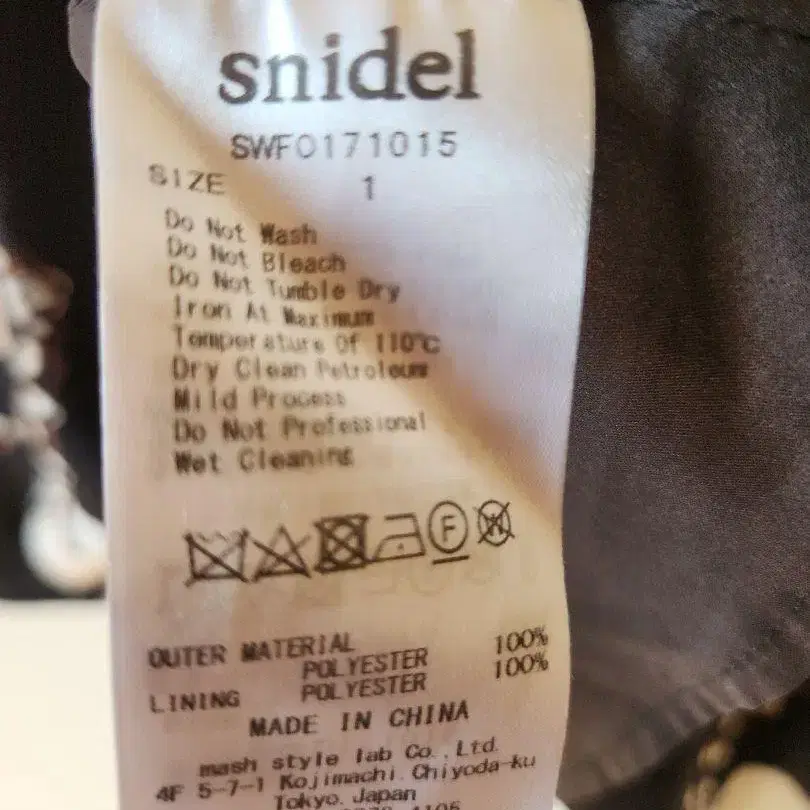 snidel
SWFO171015
SIZE 1
Do Not Wash
Do Not Bleach
Do Not Tumble Dry
Iron At Maximum
Temperature Of 110℃
Dry Clean Petroleum
Mild Process
Do Not Professional
Wet Cleaning
F W
OUTER MATERIAL
POLYESTER 100%
LINING POLYESTER 100%
MADE IN CHINA
mash style lab Co.,Ltd.
4F 5-7-1 Kojimachi.Chiyoda-ku
Tokyo.Japan